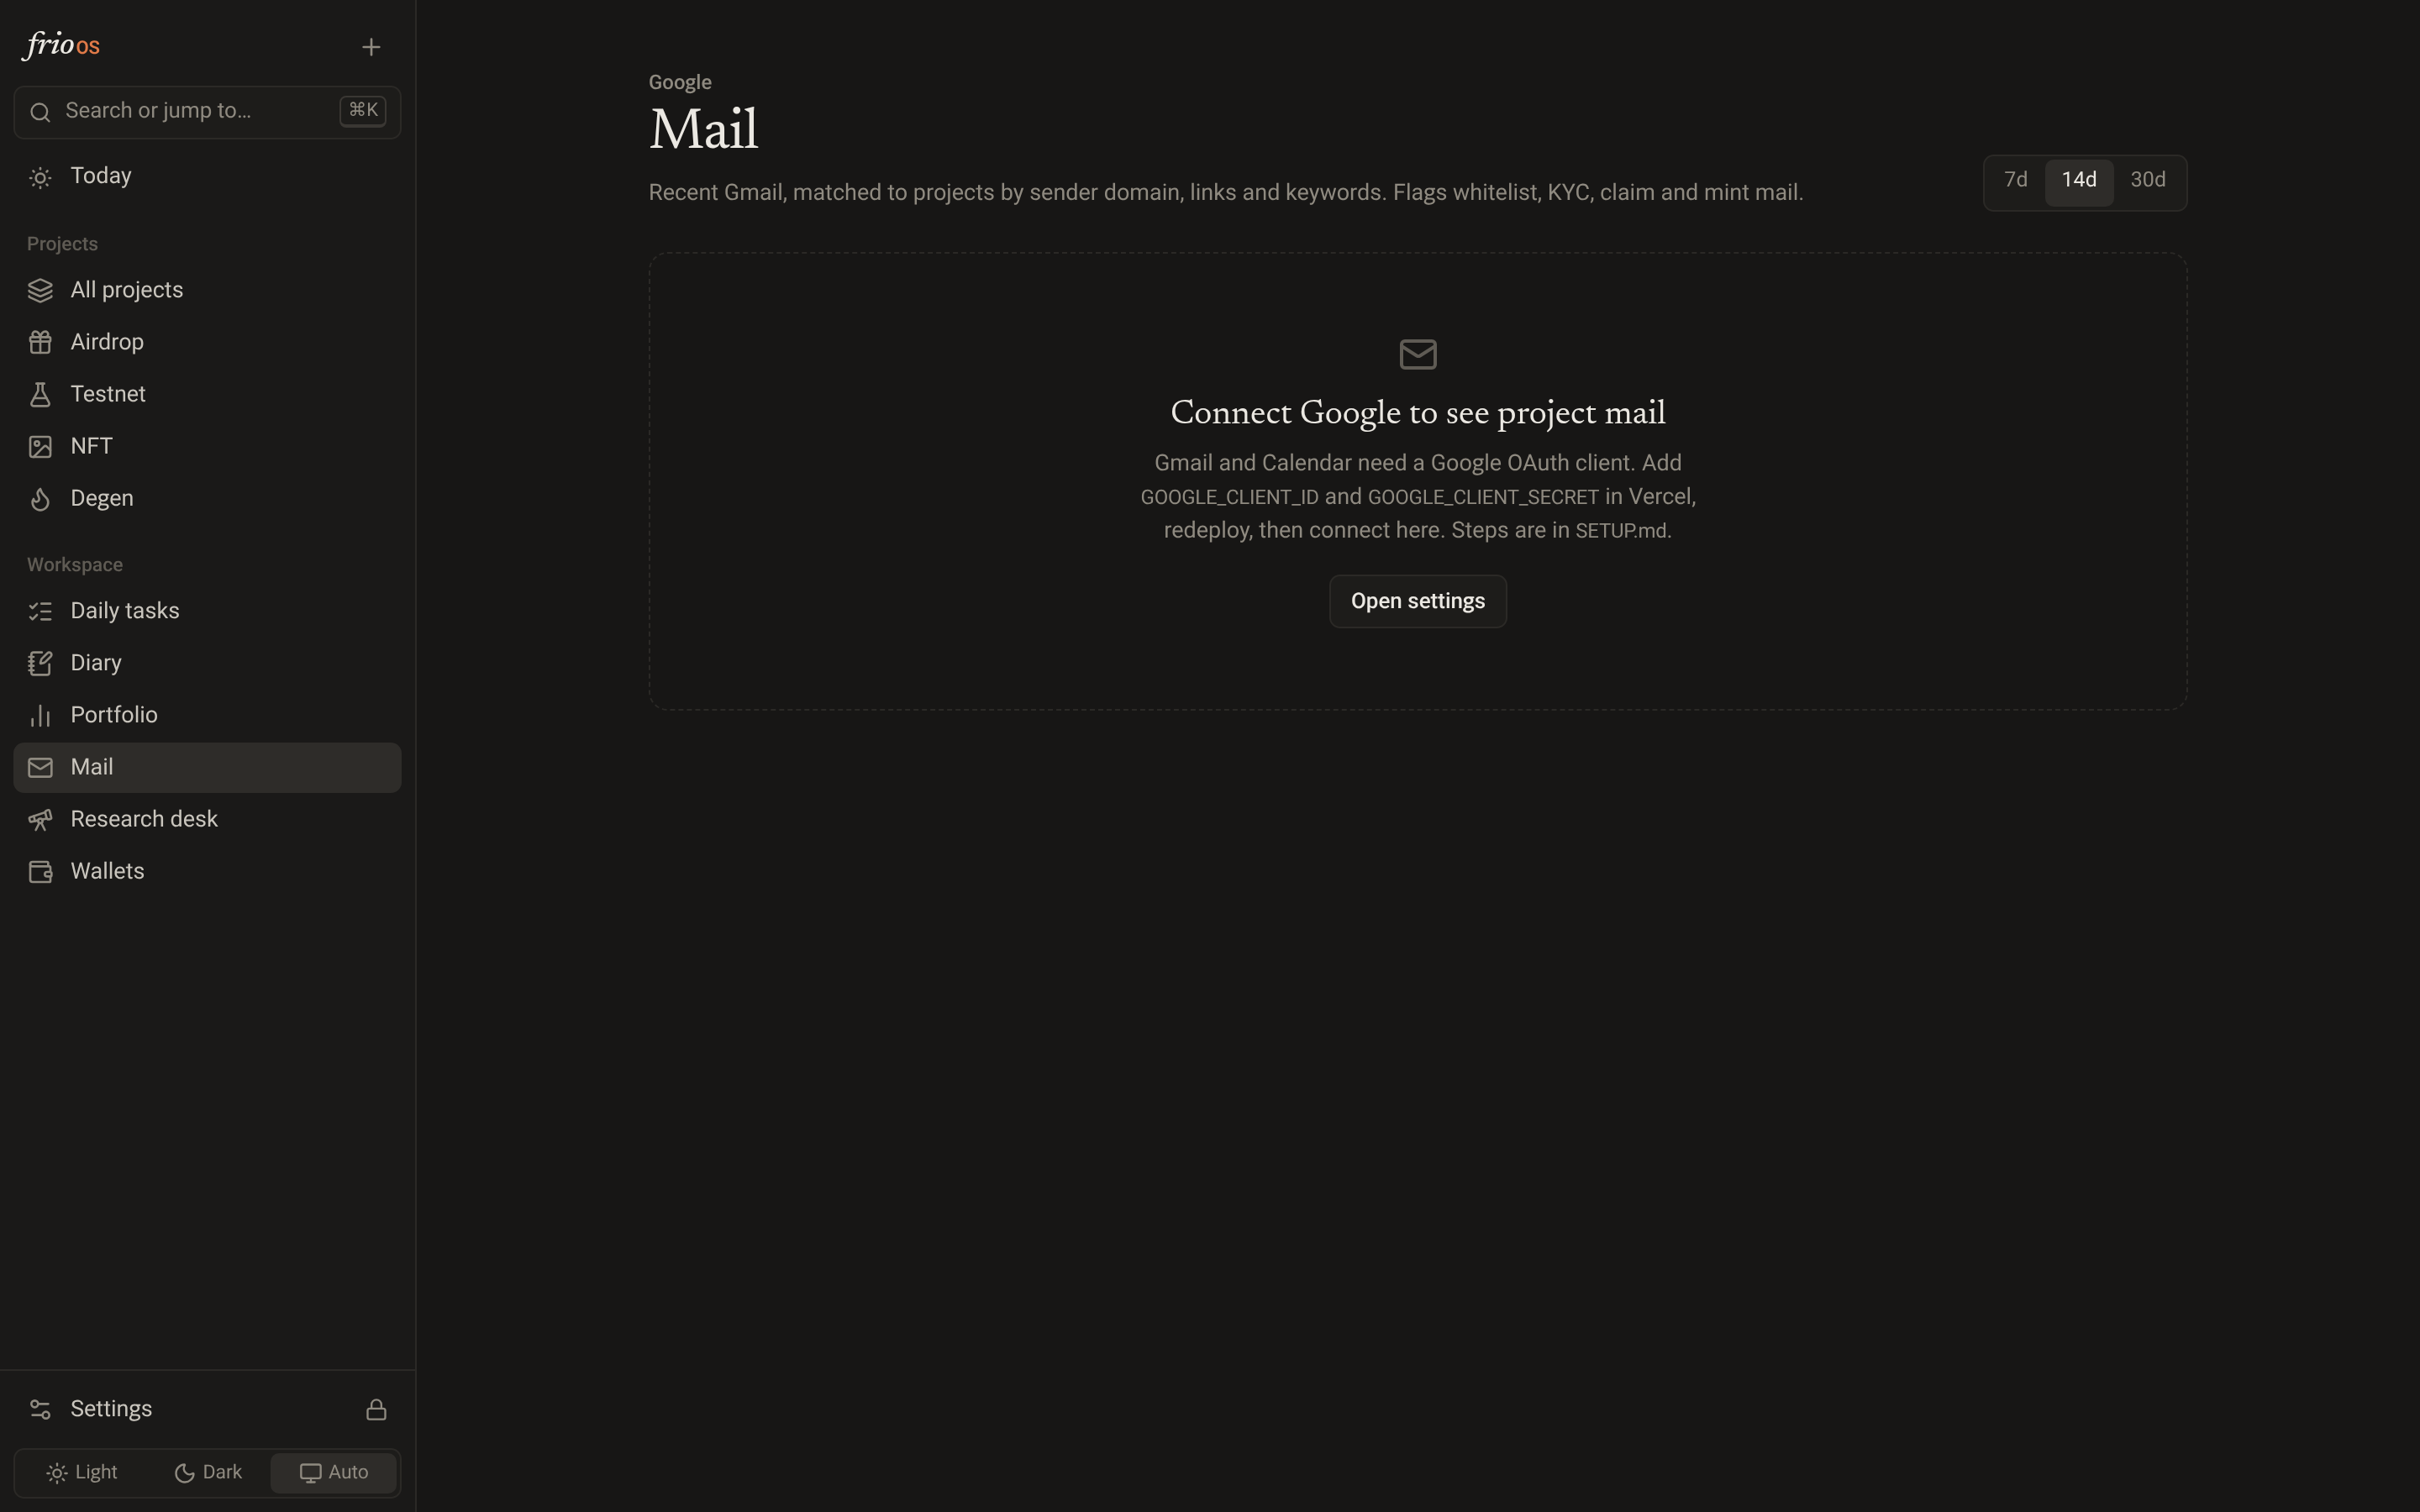 frio os
Search or jump to... ⌘K
Today
Projects
All projects
Airdrop
Testnet
NFT
Degen
Workspace
Daily tasks
Diary
Portfolio
Mail
Research desk
Wallets
Settings
Light Dark Auto
Google
Mail
Recent Gmail, matched to projects by sender domain, links and keywords. Flags whitelist, KYC, claim and mint mail.
7d 14d 30d
Connect Google to see project mail
Gmail and Calendar need a Google OAuth client. Add
GOOGLE_CLIENT_ID and GOOGLE_CLIENT_SECRET in Vercel,
redeploy, then connect here. Steps are in SETUP.md.
Open settings